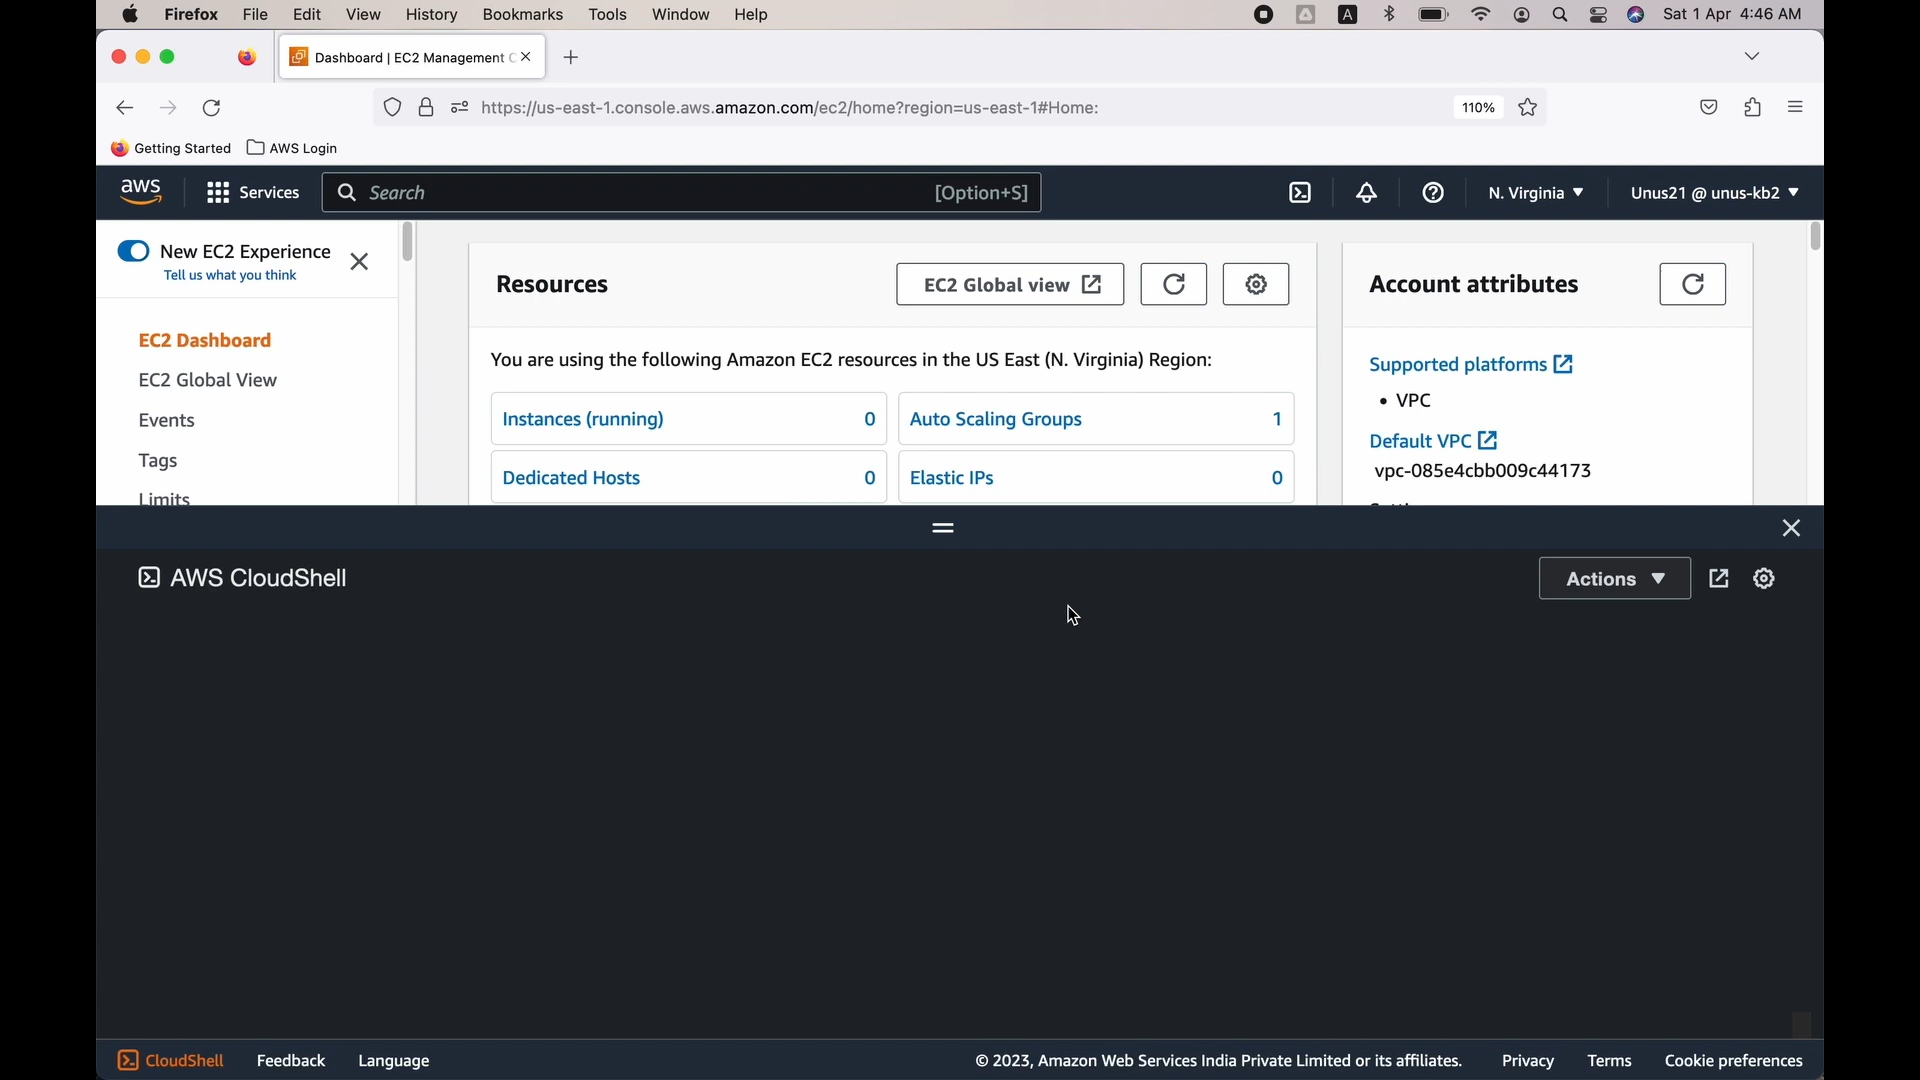 Firefox File Edit View History Bookmarks Tools Window Help A Sat 1 Apr 4:46 AM
Dashboard | EC2 Management C
https://us-east-1.console.aws.amazon.com/ec2/home?region=us-east-1#Home: 110%
Getting Started AWS Login
aws Services Search [Option+S] N. Virginia Unus21 @ unus-kb2
New EC2 Experience
Tell us what you think
EC2 Dashboard
EC2 Global View
Events
Tags
Limits
Resources EC2 Global view
You are using the following Amazon EC2 resources in the US East (N. Virginia) Region:
Instances (running) 0 Auto Scaling Groups 1
Dedicated Hosts 0 Elastic IPs 0
Account attributes
Supported platforms
• VPC
Default VPC
vpc-085e4cbb009c44173
AWS CloudShell Actions
CloudShell Feedback Language © 2023, Amazon Web Services India Private Limited or its affiliates. Privacy Terms Cookie preferences